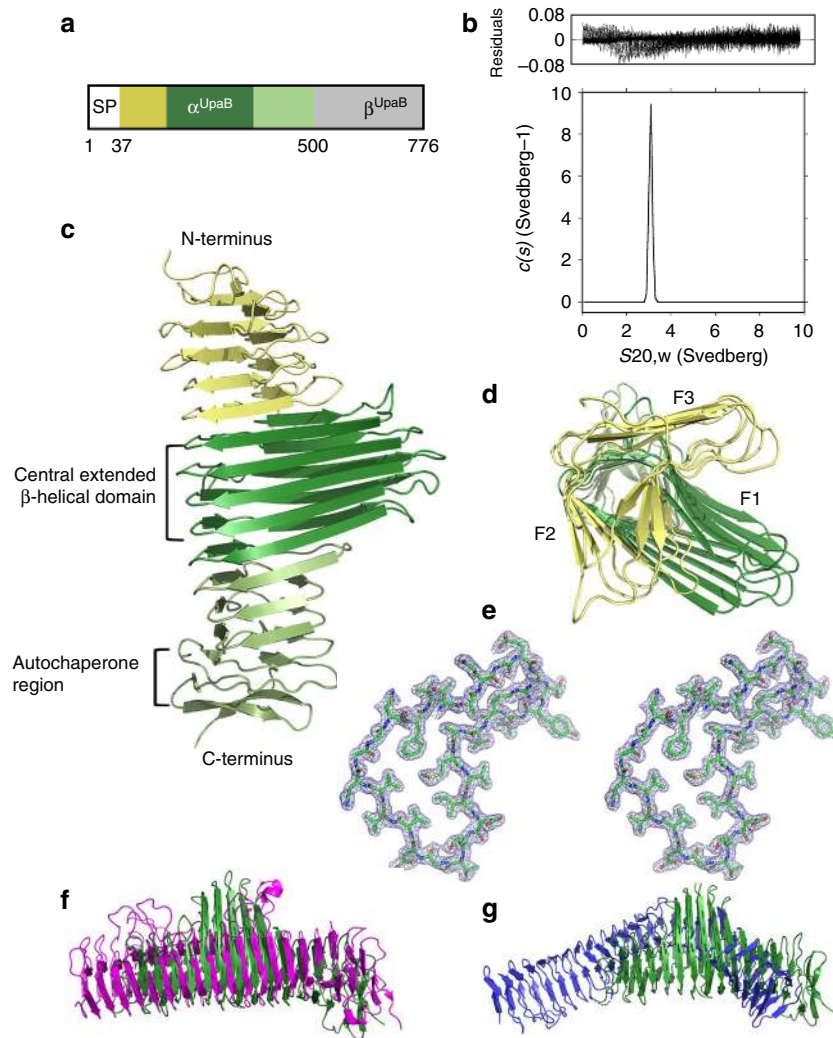 a
SP
α^UpaB
β^UpaB
1 37 500 776
b
Residuals
0.08
0
−0.08
c(s) (Svedberg−1)
10
8
6
4
2
0
0 2 4 6 8 10
S20,w (Svedberg)
c
N-terminus
Central extended
β-helical domain
Autochaperone
region
C-terminus
d
F3
F1
F2
e
f
g